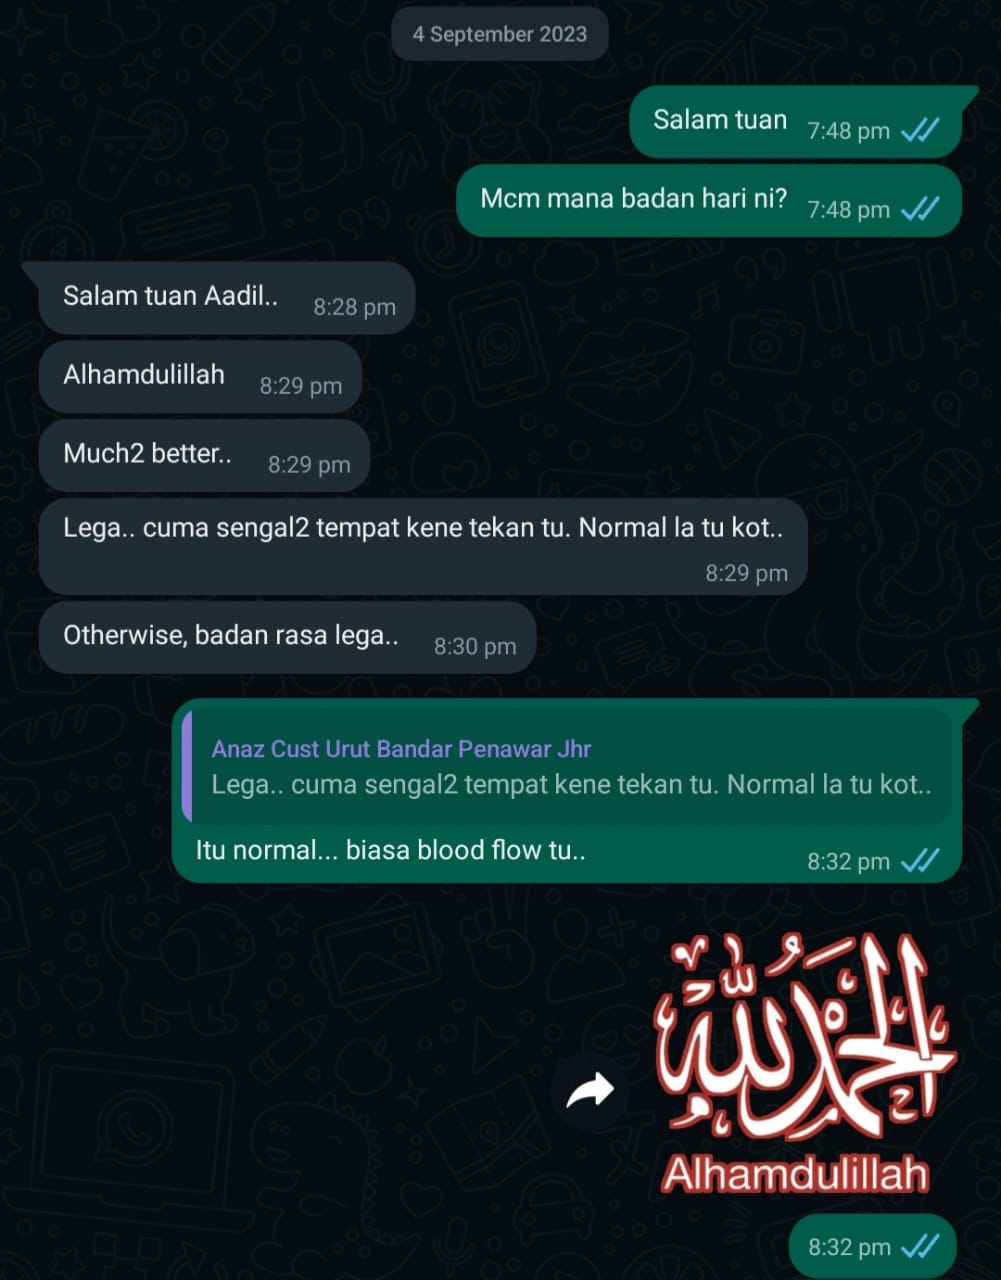 4 September 2023
Salam tuan 7:48 pm
Mcm mana badan hari ni? 7:48 pm
Salam tuan Aadil.. 8:28 pm
Alhamdulillah 8:29 pm
Much2 better.. 8:29 pm
Lega.. cuma sengal2 tempat kene tekan tu. Normal la tu kot..
8:29 pm
Otherwise, badan rasa lega.. 8:30 pm
Anaz Cust Urut Bandar Penawar Jhr
Lega.. cuma sengal2 tempat kene tekan tu. Normal la tu kot..
Itu normal... biasa blood flow tu.. 8:32 pm
الحمد لله
Alhamdulillah
8:32 pm